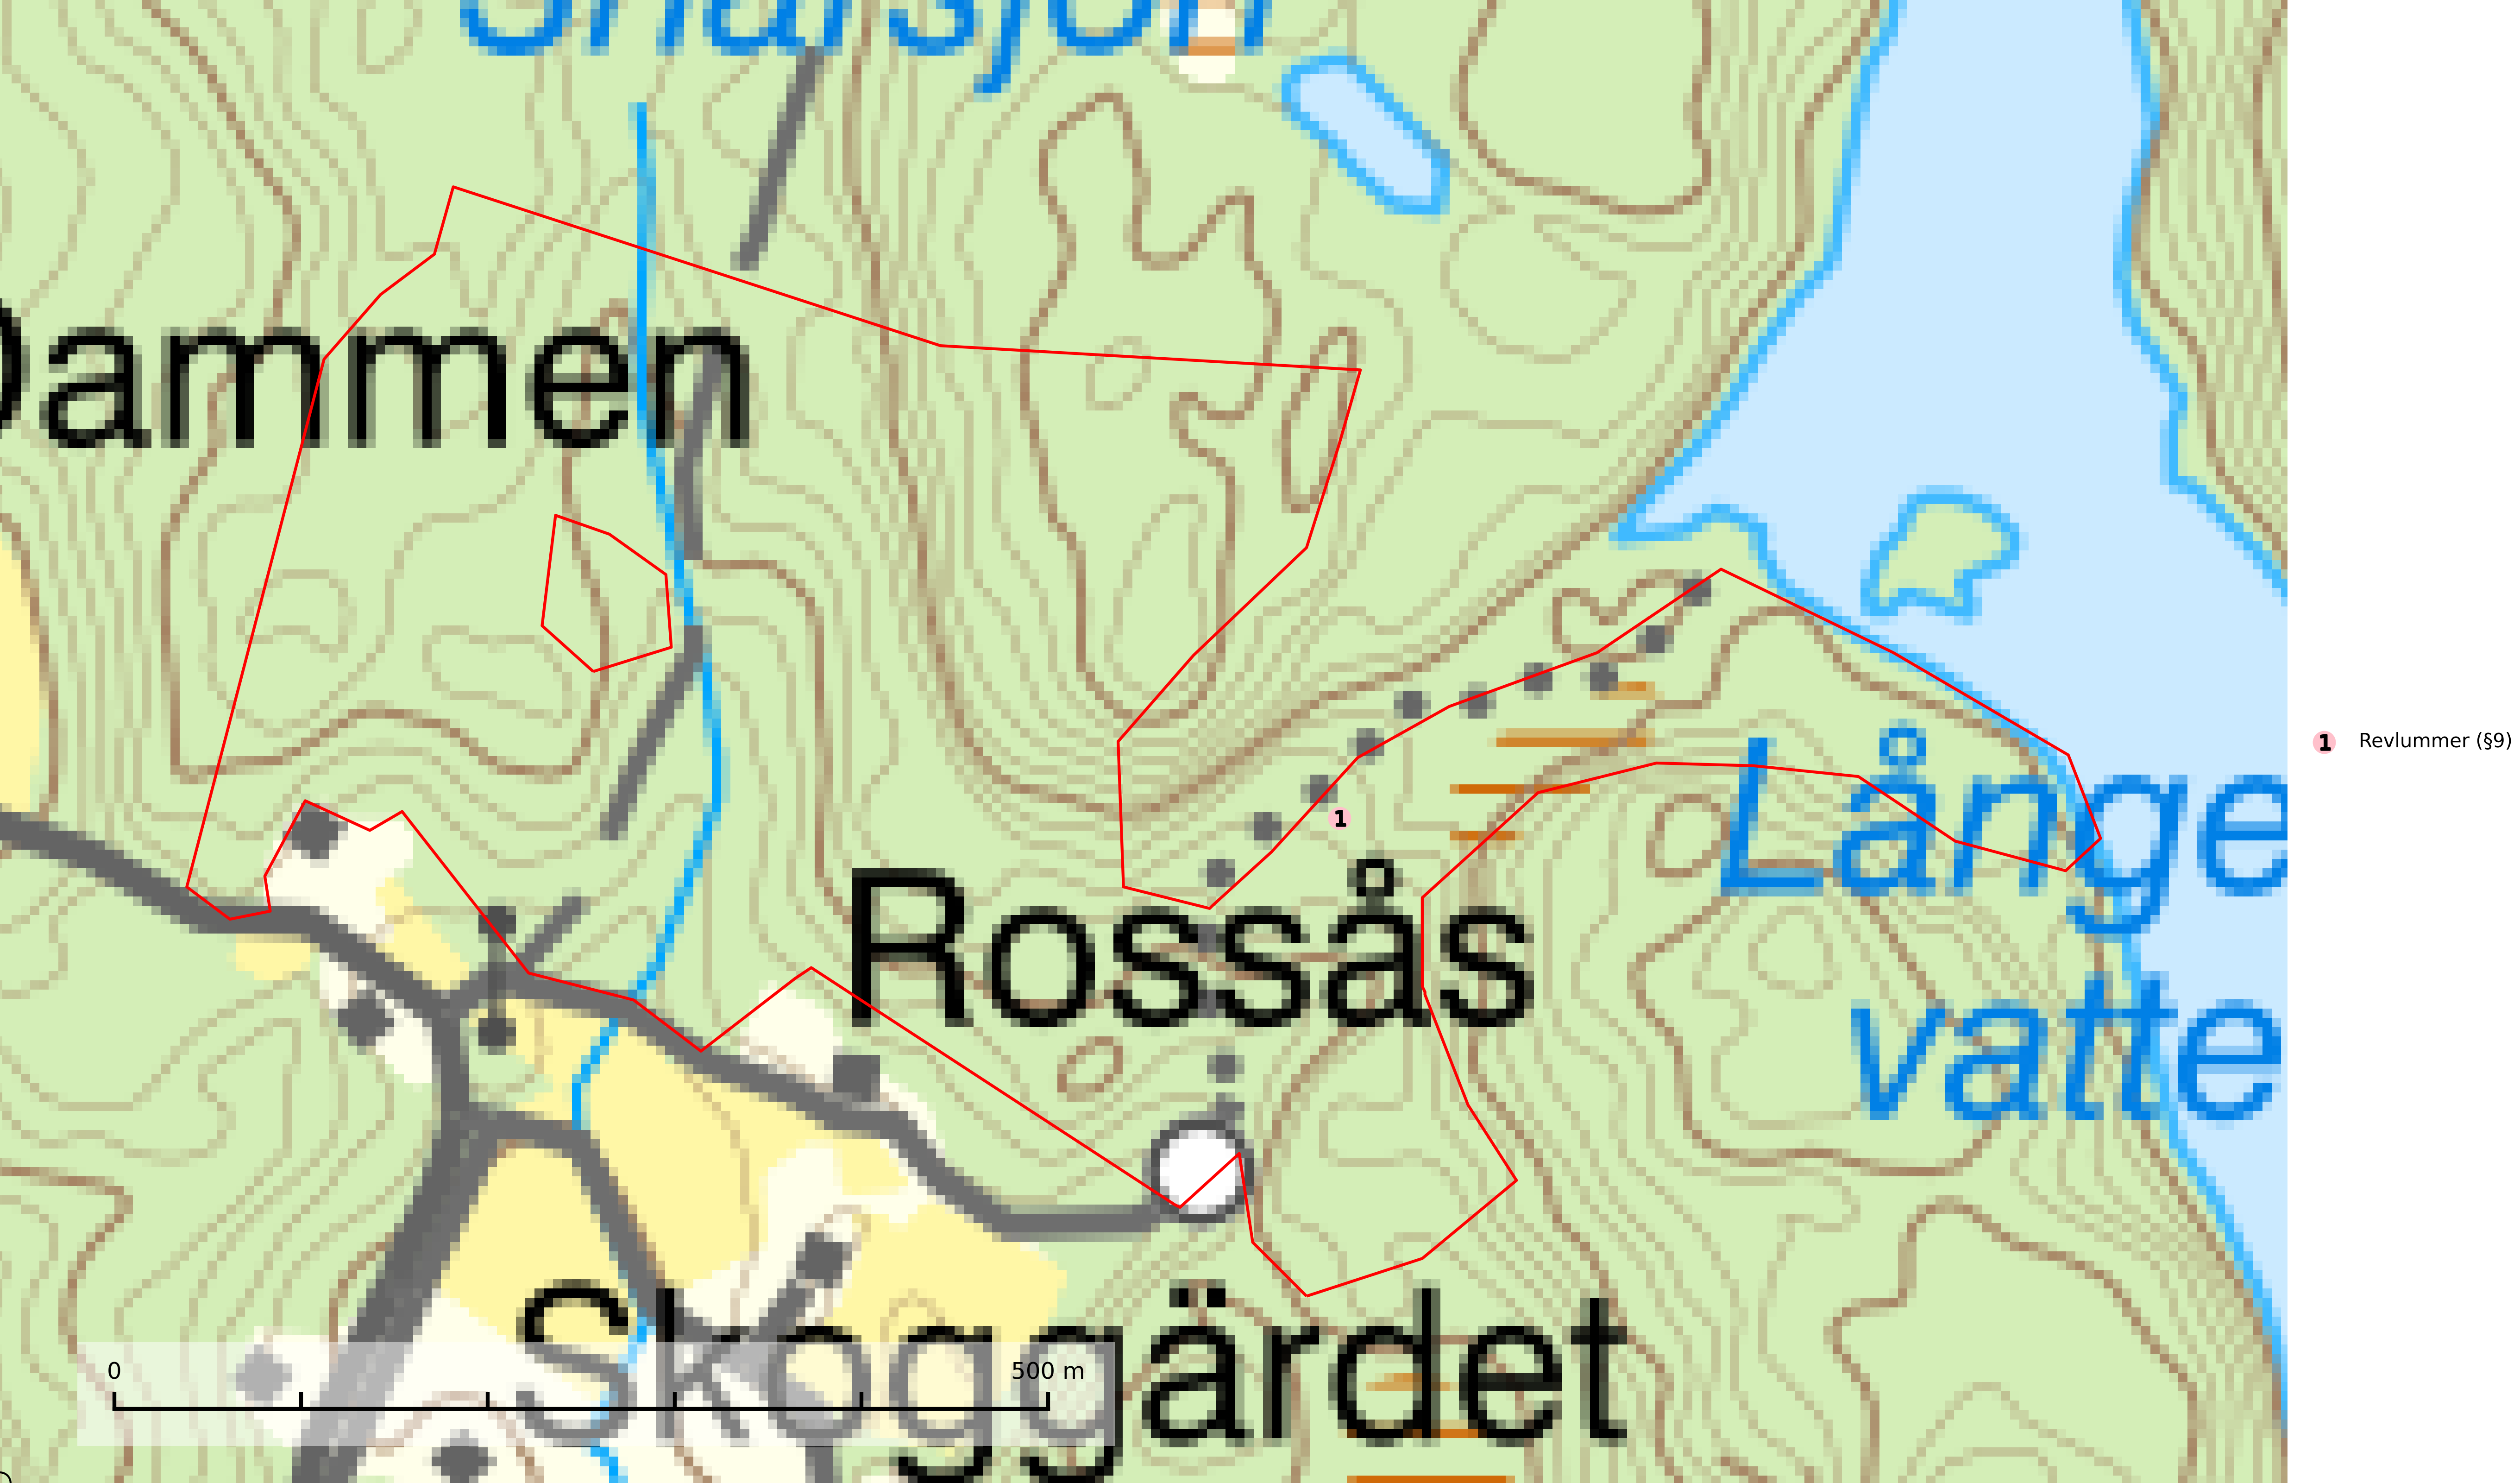 Dammen
1
Revlummer (§9)
Långe
1
Rossås
vatte
Skoggärdet
0
500 m